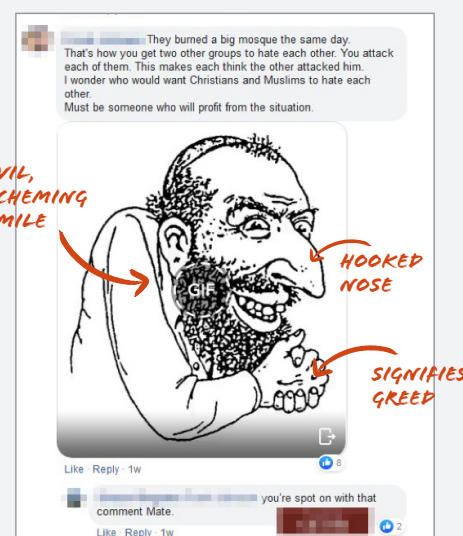 They burned a big mosque the same day.
That's how you get two other groups to hate each other. You attack
each of them. This makes each think the other attacked him.
I wonder who would want Christians and Muslims to hate each
other.
Must be someone who will profit from the situation.
VIL,
CHEMING
MILE
GIF
HOOKED
NOSE
SIGNIFIES
GREED
Like · Reply · 1w
8
you're spot on with that
comment Mate.
Like · Reply · 1w
2